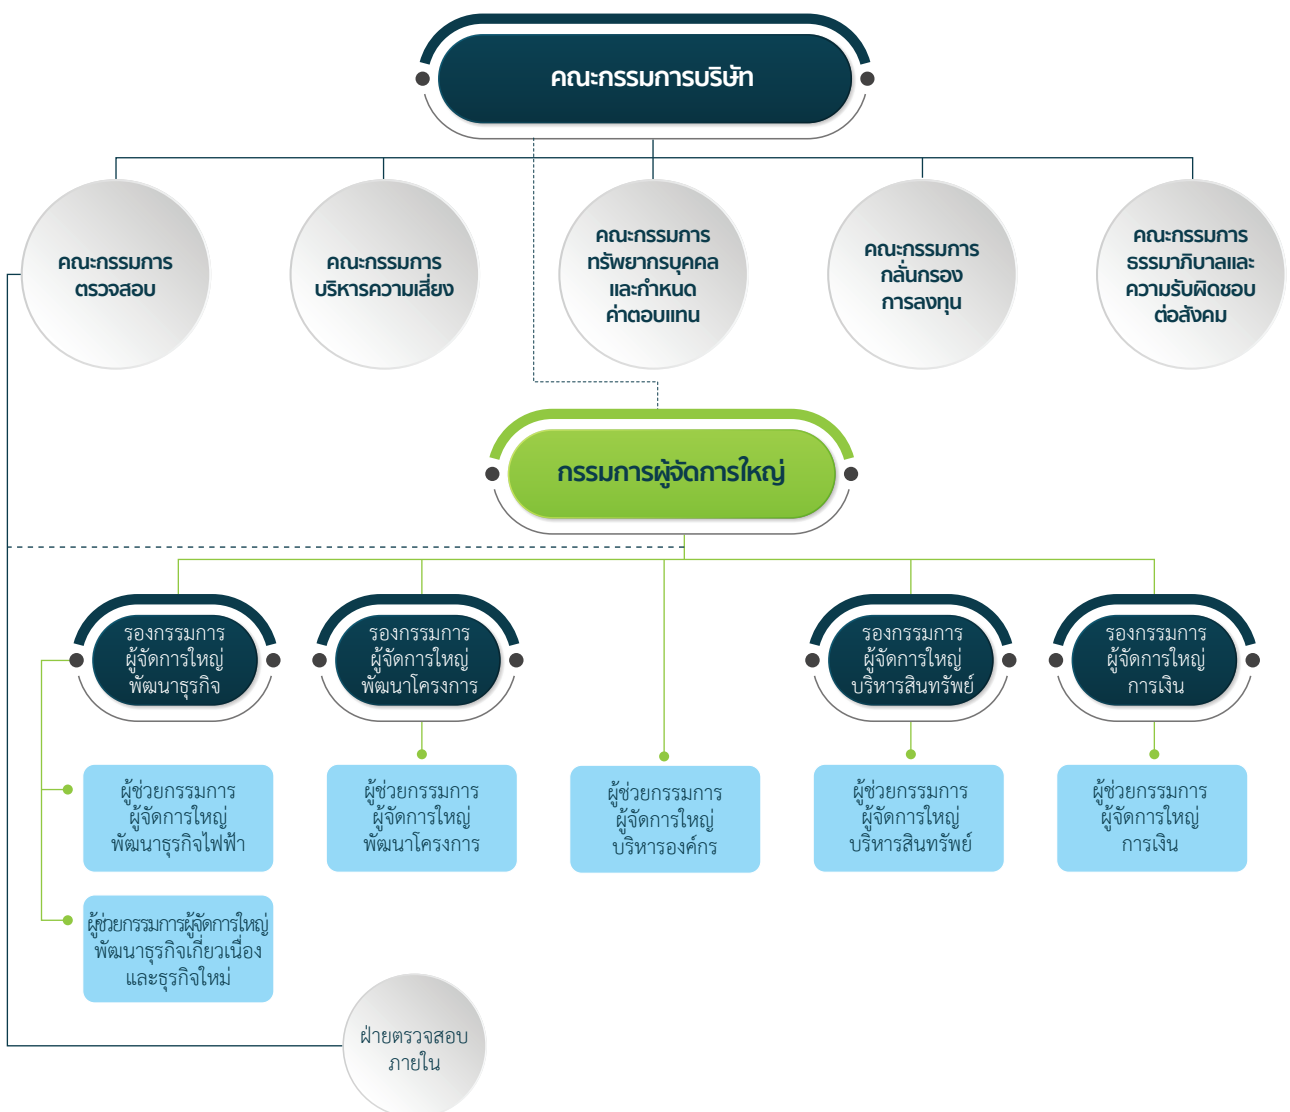 คณะกรรมการบริษัท
คณะกรรมการ
ตรวจสอบ
คณะกรรมการ
บริหารความเสี่ยง
คณะกรรมการ
ทรัพยากรบุคคล
และกำหนด
ค่าตอบแทน
คณะกรรมการ
กลั่นกรอง
การลงทุน
คณะกรรมการ
ธรรมาภิบาลและ
ความรับผิดชอบ
ต่อสังคม
กรรมการผู้จัดการใหญ่
รองกรรมการ
ผู้จัดการใหญ่
พัฒนาธุรกิจ
รองกรรมการ
ผู้จัดการใหญ่
พัฒนาโครงการ
รองกรรมการ
ผู้จัดการใหญ่
บริหารสินทรัพย์
รองกรรมการ
ผู้จัดการใหญ่
การเงิน
ผู้ช่วยกรรมการ
ผู้จัดการใหญ่
พัฒนาธุรกิจไฟฟ้า
ผู้ช่วยกรรมการ
ผู้จัดการใหญ่
พัฒนาโครงการ
ผู้ช่วยกรรมการ
ผู้จัดการใหญ่
บริหารองค์กร
ผู้ช่วยกรรมการ
ผู้จัดการใหญ่
บริหารสินทรัพย์
ผู้ช่วยกรรมการ
ผู้จัดการใหญ่
การเงิน
ผู้ช่วยกรรมการผู้จัดการใหญ่
พัฒนาธุรกิจเกี่ยวเนื่อง
และธุรกิจใหม่
ฝ่ายตรวจสอบ
ภายใน